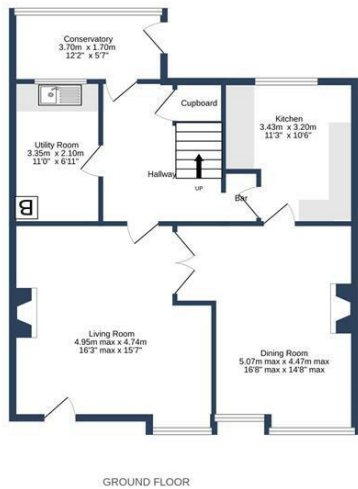 Conservatory
3.70m x 1.70m
12'2" x 5'7"
Cupboard
Kitchen
3.43m x 3.20m
11'3" x 10'6"
Utility Room
3.35m x 2.10m
11'0" x 6'11"
Hallway
UP
Bar
B
Living Room
4.95m max x 4.74m
16'3" max x 15'7"
Dining Room
5.07m max x 4.47m max
16'8" max x 14'8" max
GROUND FLOOR